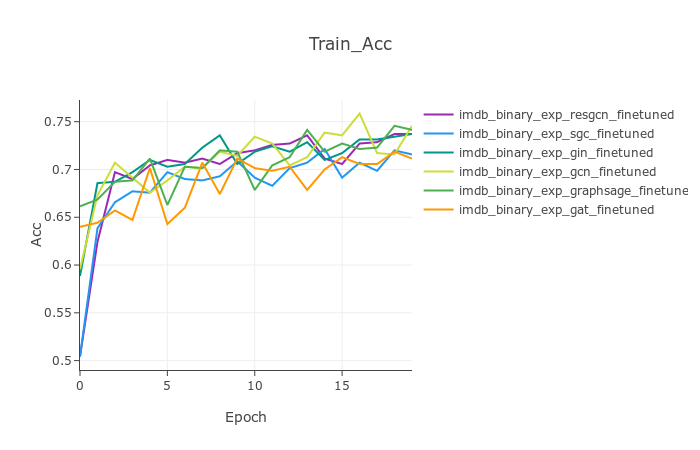 Train_Acc
imdb_binary_exp_resgcn_finetuned
imdb_binary_exp_sgc_finetuned
imdb_binary_exp_gin_finetuned
imdb_binary_exp_gcn_finetuned
imdb_binary_exp_graphsage_finetune
imdb_binary_exp_gat_finetuned
Acc
0.75
0.7
0.65
0.6
0.55
0.5
0
5
10
15
Epoch